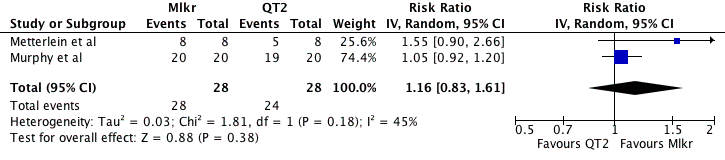 Mlkr QT2 Risk Ratio Risk Ratio
Study or Subgroup Events Total Events Total Weight IV, Random, 95% CI IV, Random, 95% CI
Metterlein et al 8 8 5 8 25.6% 1.55 [0.90, 2.66]
Murphy et al 20 20 19 20 74.4% 1.05 [0.92, 1.20]
Total (95% CI) 28 28 100.0% 1.16 [0.83, 1.61]
Total events 28 24
Heterogeneity: Tau² = 0.03; Chi² = 1.81, df = 1 (P = 0.18); I² = 45%
Test for overall effect: Z = 0.88 (P = 0.38)
0.5 0.7 1 1.5 2
Favours QT2 Favours Mlkr